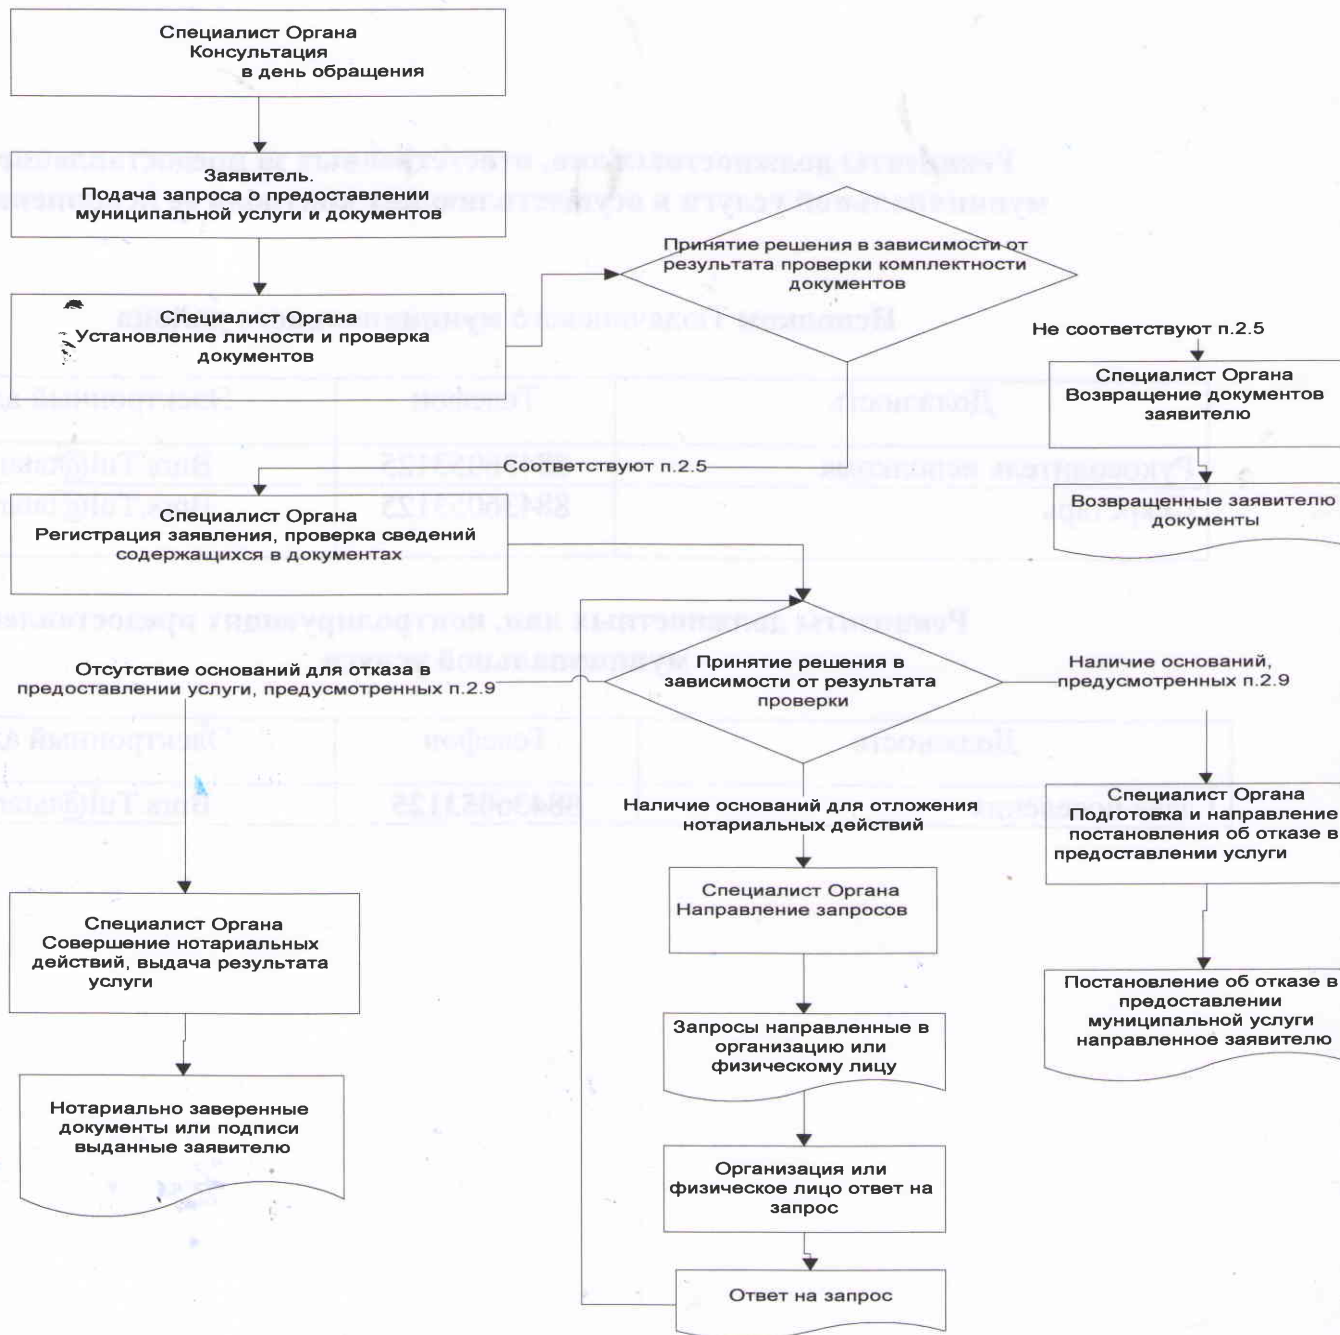 Специалист Органа
Консультация
в день обращения
Заявитель.
Подача запроса о предоставлении
муниципальной услуги и документов
Принятие решения в зависимости от
результата проверки комплектности
документов
Специалист Органа
Установление личности и проверка
документов
Не соответствуют п.2.5
Специалист Органа
Возвращение документов
заявителю
Соответствуют п.2.5
Возвращенные заявителю
документы
Специалист Органа
Регистрация заявления, проверка сведений
содержащихся в документах
Отсутствие оснований для отказа в
предоставлении услуги, предусмотренных п.2.9
Принятие решения в
зависимости от результата
проверки
Наличие оснований,
предусмотренных п.2.9
Наличие оснований для отложения
нотариальных действий
Специалист Органа
Подготовка и направление
постановления об отказе в
предоставлении услуги
Специалист Органа
Направление запросов
Специалист Органа
Совершение нотариальных
действий, выдача результата
услуги
Постановление об отказе в
предоставлении
муниципальной услуги
направленное заявителю
Запросы направленные в
организацию или
физическому лицу
Нотариально заверенные
документы или подписи
выданные заявителю
Организация или
физическое лицо ответ на
запрос
Ответ на запрос